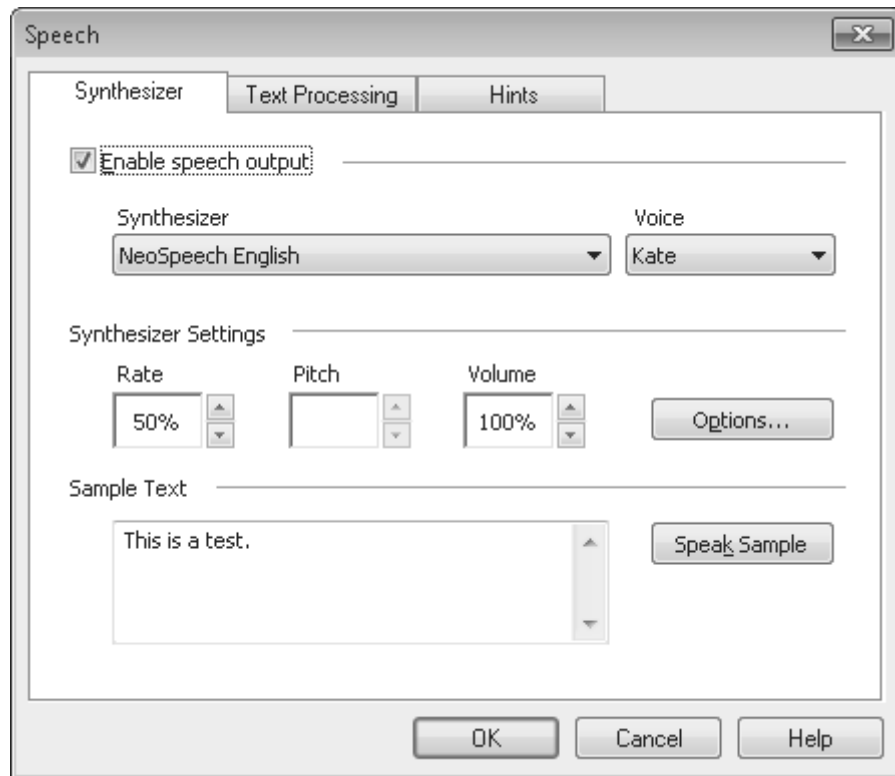 Speech
Synthesizer Text Processing Hints
Enable speech output
Synthesizer Voice
NeoSpeech English Kate
Synthesizer Settings
Rate Pitch Volume
50% 100% Options...
Sample Text
This is a test. Speak Sample
OK Cancel Help